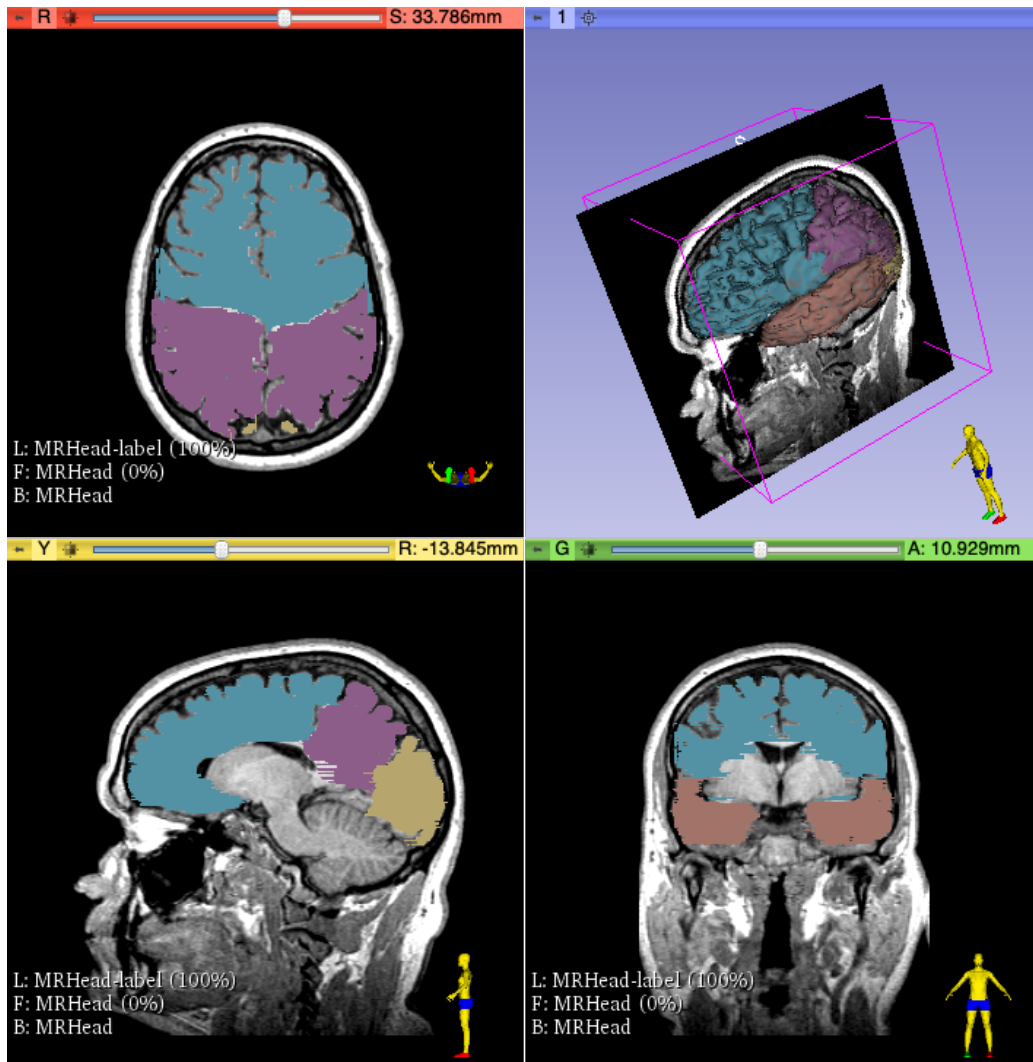 R S: 33.786mm
1
L: MRHead-label (100%)
F: MRHead (0%)
B: MRHead
Y R: -13.845mm
G A: 10.929mm
L: MRHead-label (100%)
F: MRHead (0%)
B: MRHead
L: MRHead-label (100%)
F: MRHead (0%)
B: MRHead